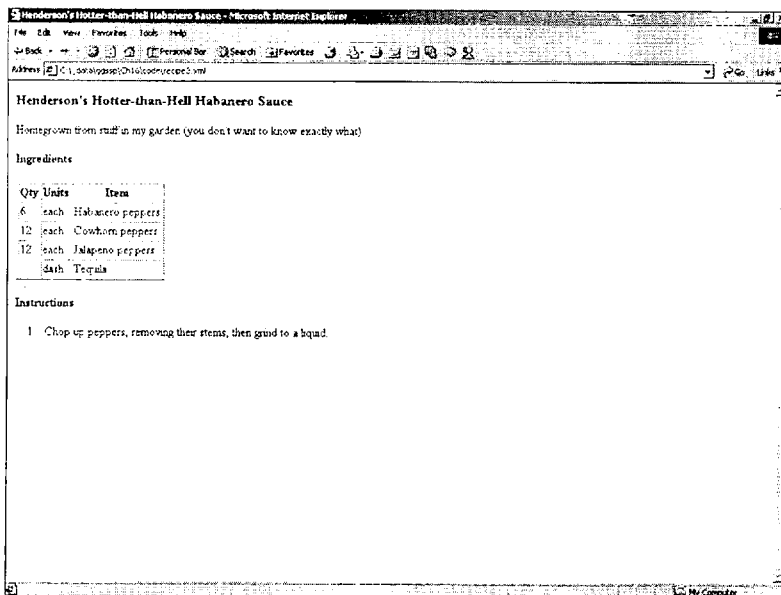 Henderson's Hotter-than-Hell Habanero Sauce - Microsoft Internet Explorer
File Edit View Favorites Tools Help
Back Personal Bar Search Favorites
Address Go Links
Henderson's Hotter-than-Hell Habanero Sauce
Homegrown from stuff in my garden (you don't want to know exactly what)
Ingredients
Qty Units Item
6 each Habanero peppers
12 each Cowhorn peppers
12 each Jalapeno peppers
dash Tequila
Instructions
1 Chop up peppers, removing their stems, then grind to a liquid.
My Computer